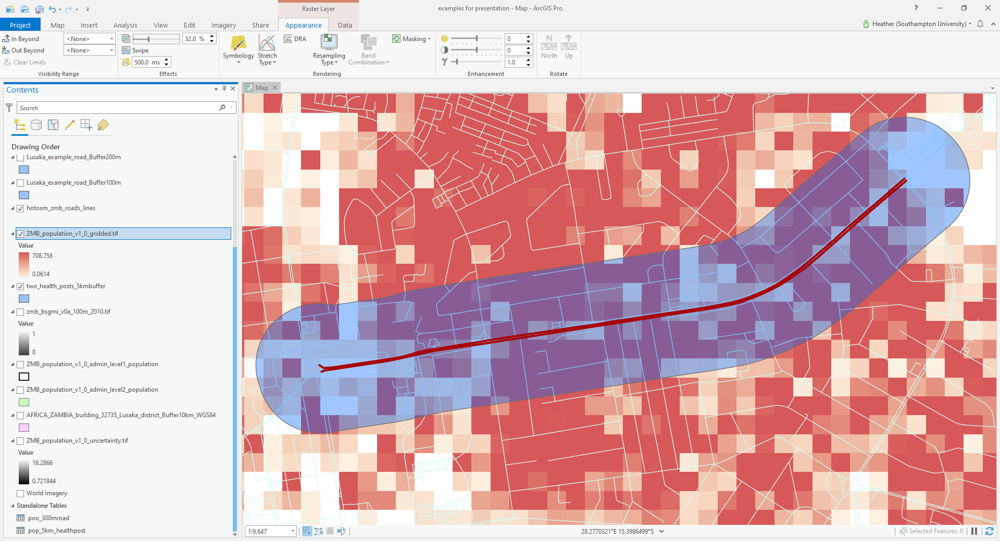 Raster Layer
examples for presentation - Map - ArcGIS Pro
?
Project
Map
Insert
Analysis
View
Edit
Imagery
Share
Appearance
Data
Heather (Southampton University)
In Beyond
<None>
Out Beyond
<None>
Clear Limits
Visibility Range
32.0 %
Swipe
500.0 ms
Effects
Symbology
Stretch
Type
DRA
Resampling
Type
Band
Combination
Masking
Rendering
0
0
γ
1.0
Enhancement
N
North
Up
Rotate
Contents
Search
Drawing Order
Lusaka_example_road_Buffer200m
Lusaka_example_road_Buffer100m
hotosm_zmb_roads_lines
ZMB_population_v1_0_gridded.tif
Value
708.758
0.0614
two_health_posts_5kmbuffer
zmb_bsgmi_v0a_100m_2010.tif
Value
1
0
ZMB_population_v1_0_admin_level1_population
ZMB_population_v1_0_admin_level2_population
AFRICA_ZAMBIA_building_32735_Lusaka_district_Buffer10km_WGS84
ZMB_population_v1_0_uncertainty.tif
Value
16.2866
0.721844
World Imagery
Standalone Tables
poo_300mroad
pop_5km_healthpost
Map
1:9,647
28.2770321°E 15.3986499°S
Selected Features: 0